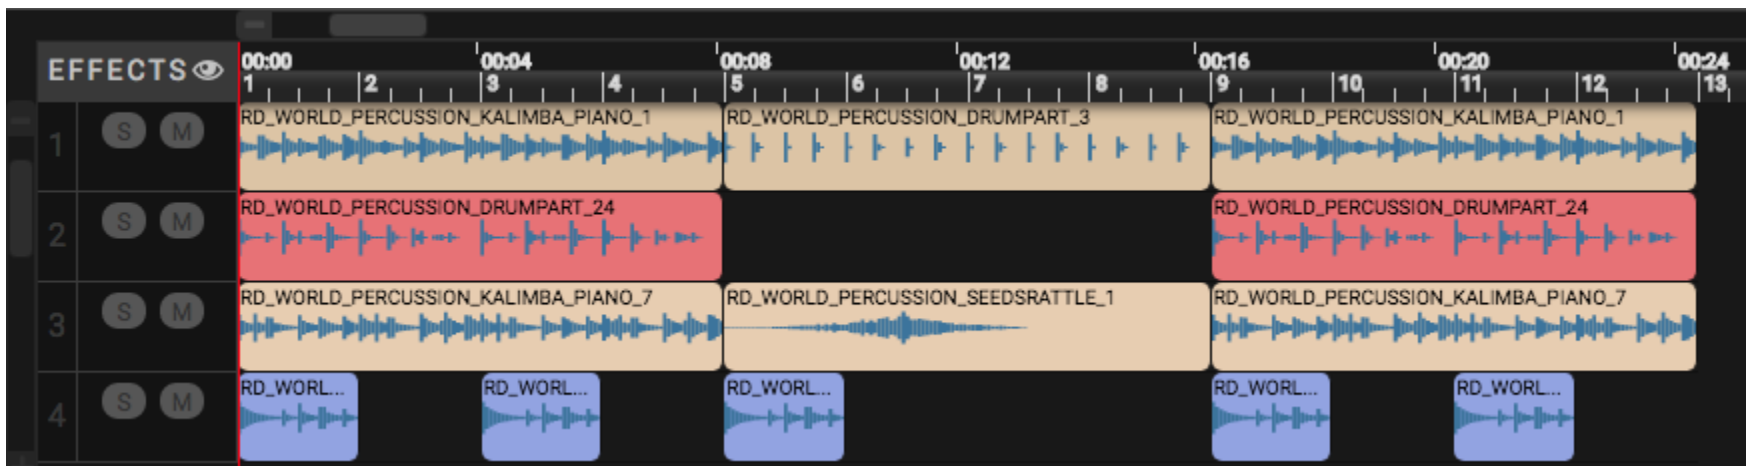 00:00 00:04 00:08 00:12 00:16 00:20 00:24
EFFECTS
1 2 3 4 5 6 7 8 9 10 11 12 13
RD_WORLD_PERCUSSION_KALIMBA_PIANO_1 RD_WORLD_PERCUSSION_DRUMPART_3 RD_WORLD_PERCUSSION_KALIMBA_PIANO_1
1 S M
RD_WORLD_PERCUSSION_DRUMPART_24 RD_WORLD_PERCUSSION_DRUMPART_24
2 S M
RD_WORLD_PERCUSSION_KALIMBA_PIANO_7 RD_WORLD_PERCUSSION_SEEDSRATTLE_1 RD_WORLD_PERCUSSION_KALIMBA_PIANO_7
3 S M
RD_WORL... RD_WORL... RD_WORL... RD_WORL... RD_WORL...
4 S M